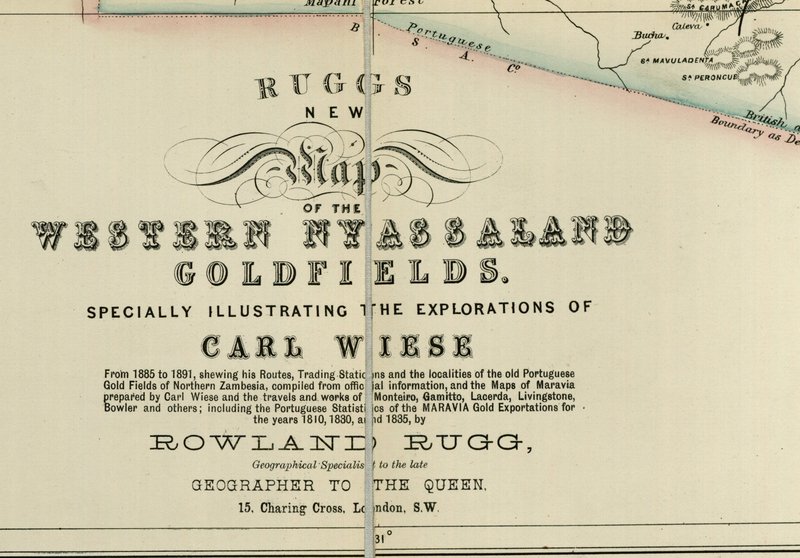 Mapani Forest
B. S. A. Co.
Portuguese
Sa CARUMACA
Cateva
Bucha
Sa MAVULADENTA
Sa PERONCUE
British a
Boundary as De
RUGGS
NEW
Map
OF THE
WESTERN NYASSALAND
GOLDFIELDS.
SPECIALLY ILLUSTRATING THE EXPLORATIONS OF
CARL WIESE
From 1885 to 1891, shewing his Routes, Trading Stations and the localities of the old Portuguese
Gold Fields of Northern Zambesia, compiled from official information, and the Maps of Maravia
prepared by Carl Wiese and the travels and works of Monteiro, Gamitto, Lacerda, Livingstone,
Bowler and others; including the Portuguese Statistics of the MARAVIA Gold Exportations for
the years 1810, 1830, and 1835, by
ROWLAND RUGG,
Geographical Specialist to the late
GEOGRAPHER TO THE QUEEN,
15, Charing Cross, London, S.W.
31°